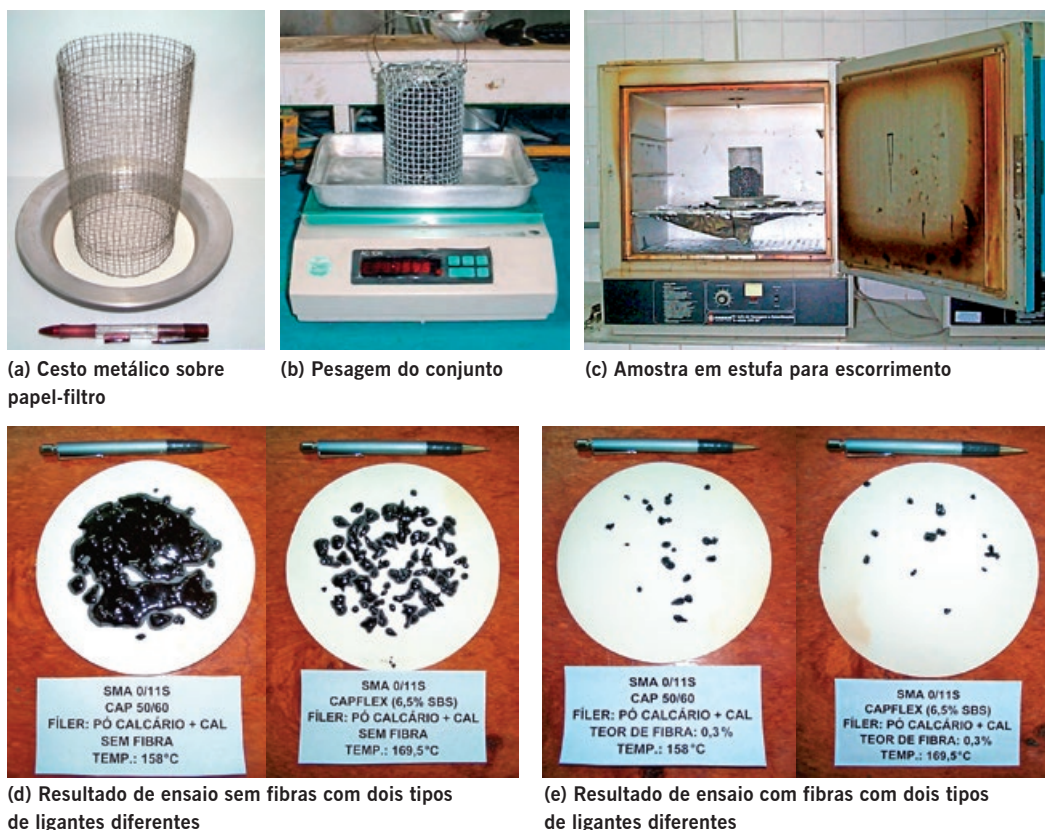 (a) Cesto metálico sobre
papel-filtro
(b) Pesagem do conjunto
(c) Amostra em estufa para escorrimento
SMA 0/11S
CAP 50/60
FÍLER: PÓ CALCÁRIO + CAL
SEM FIBRA
TEMP.: 158°C
SMA 0/11S
CAPFLEX (6,5% SBS)
FÍLER: PÓ CALCÁRIO + CAL
SEM FIBRA
TEMP.: 169,5°C
SMA 0/11S
CAP 50/60
FÍLER: PÓ CALCÁRIO + CAL
TEOR DE FIBRA: 0,3%
TEMP.: 158°C
SMA 0/11S
CAPFLEX (6,5% SBS)
FÍLER: PÓ CALCÁRIO + CAL
TEOR DE FIBRA: 0,3%
TEMP.: 169,5°C
(d) Resultado de ensaio sem fibras com dois tipos
de ligantes diferentes
(e) Resultado de ensaio com fibras com dois tipos
de ligantes diferentes